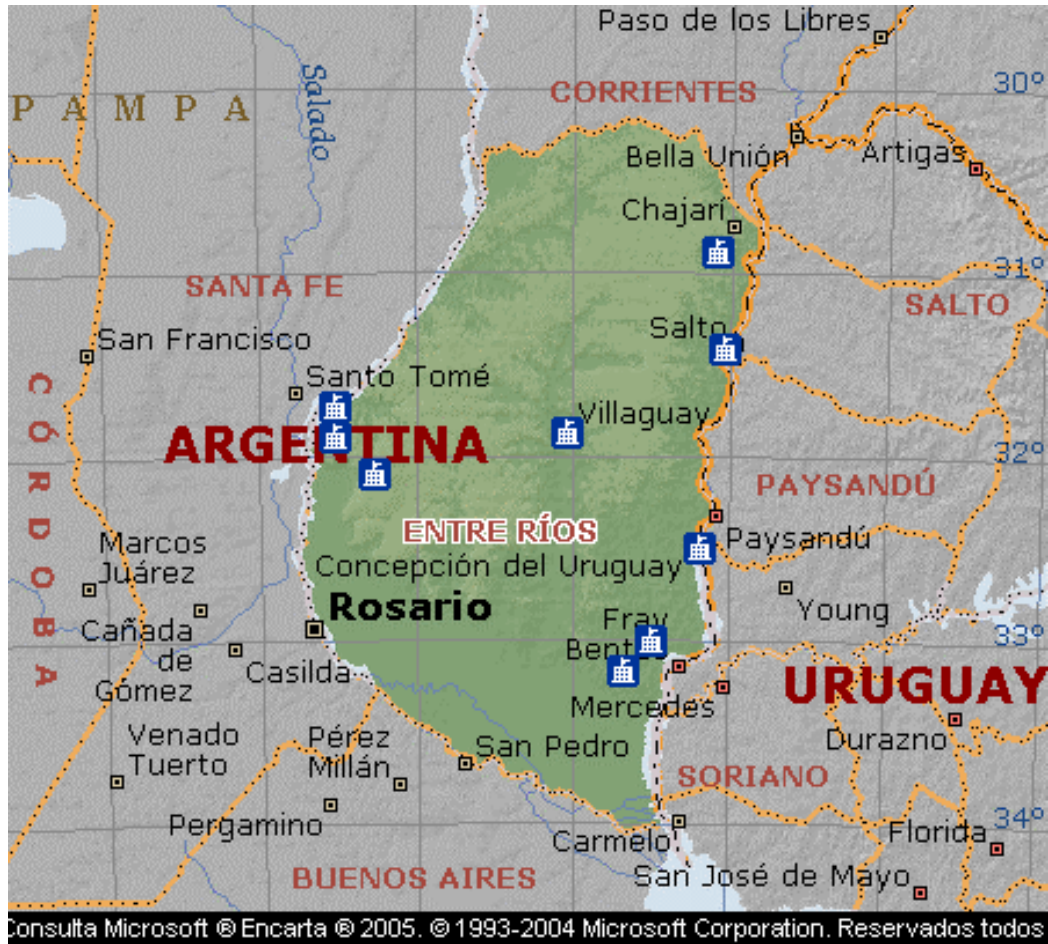 Paso de los Libres
CORRIENTES
30°
PAMPA
Salado
Bella Unión
Artigas
Chajarí
31°
SANTA FE
SALTO
San Francisco
Salto
Santo Tomé
CÓRDOBA
Villaguay
ARGENTINA
32°
PAYSANDÚ
ENTRE RÍOS
Paysandú
Marcos
Juárez
Concepción del Uruguay
Rosario
Young
Fray
Cañada
de
Gómez
33°
Casilda
URUGUAY
Mercedes
Venado
Tuerto
Pérez
Millán
San Pedro
Durazno
SORIANO
Pergamino
34°
Carmelo
Florida
BUENOS AIRES
San José de Mayo
Consulta Microsoft ® Encarta ® 2005. © 1993-2004 Microsoft Corporation. Reservados todos